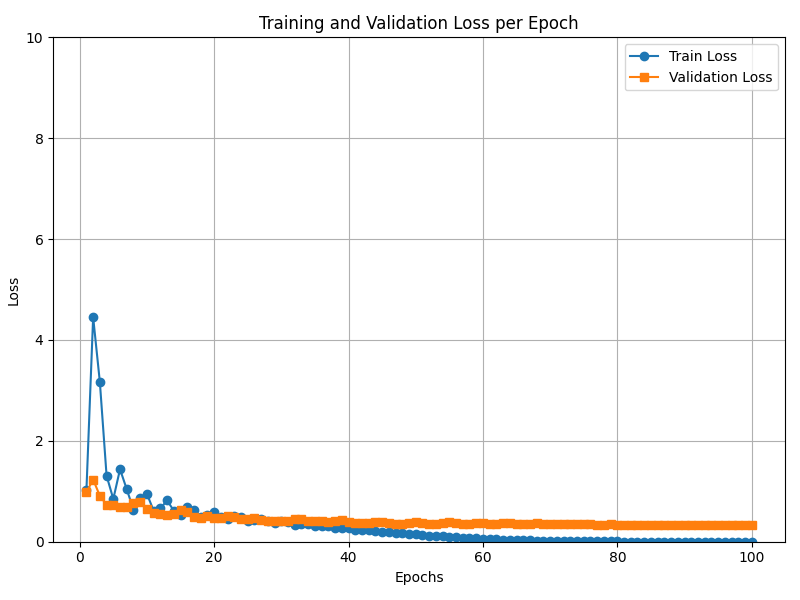 Training and Validation Loss per Epoch
Train Loss
Validation Loss
10
8
6
4
2
0
Loss
0 20 40 60 80 100
Epochs